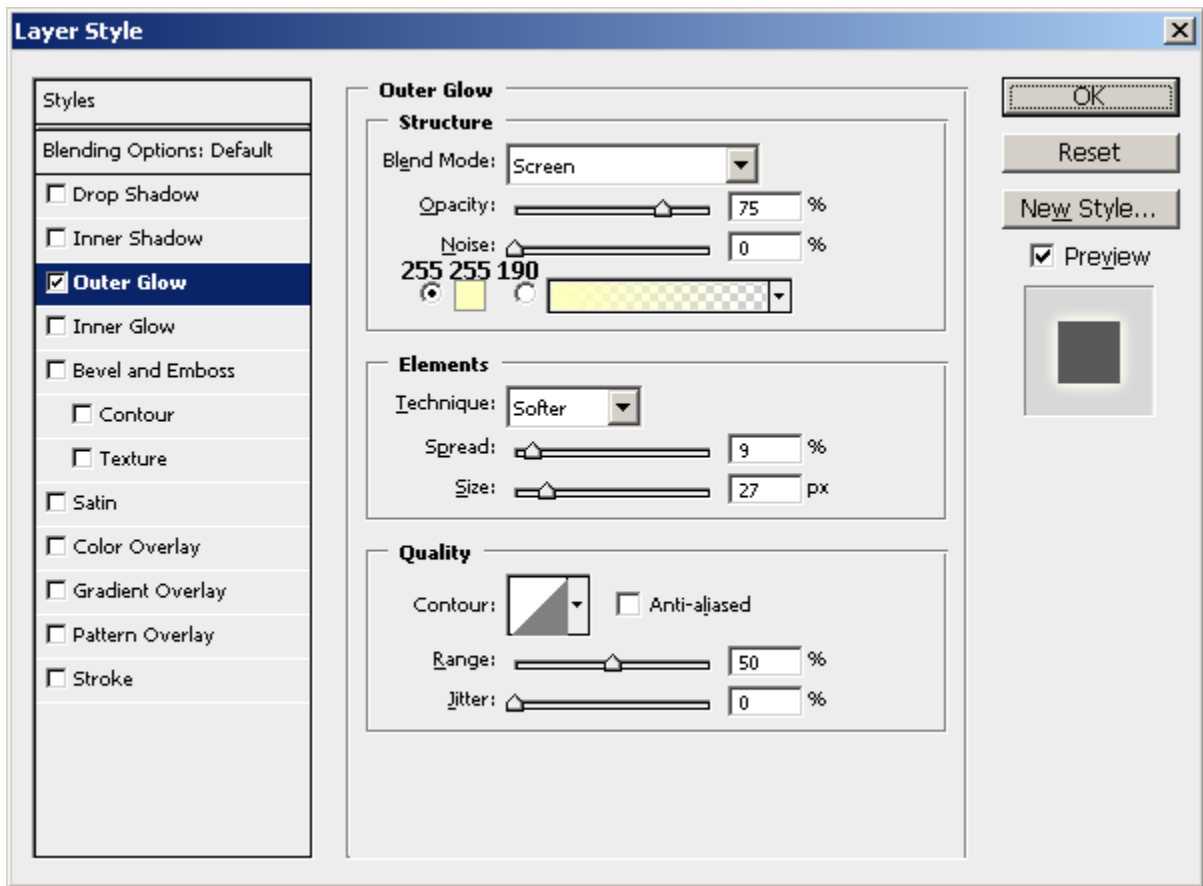 Layer Style
Styles
Blending Options: Default
Drop Shadow
Inner Shadow
Outer Glow
Inner Glow
Bevel and Emboss
Contour
Texture
Satin
Color Overlay
Gradient Overlay
Pattern Overlay
Stroke
Outer Glow
Structure
Blend Mode: Screen
Opacity: 75 %
Noise: 0 %
255 255 190
Elements
Technique: Softer
Spread: 9 %
Size: 27 px
Quality
Contour: Anti-aliased
Range: 50 %
Jitter: 0 %
OK
Reset
New Style...
Preview